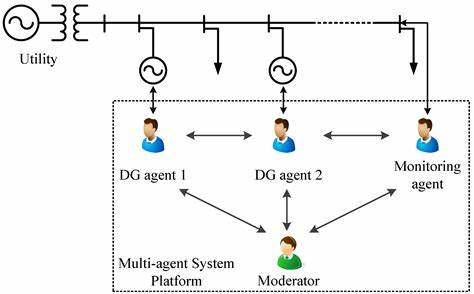 Utility
DG agent 1
DG agent 2
Monitoring
agent
Multi-agent System
Platform
Moderator